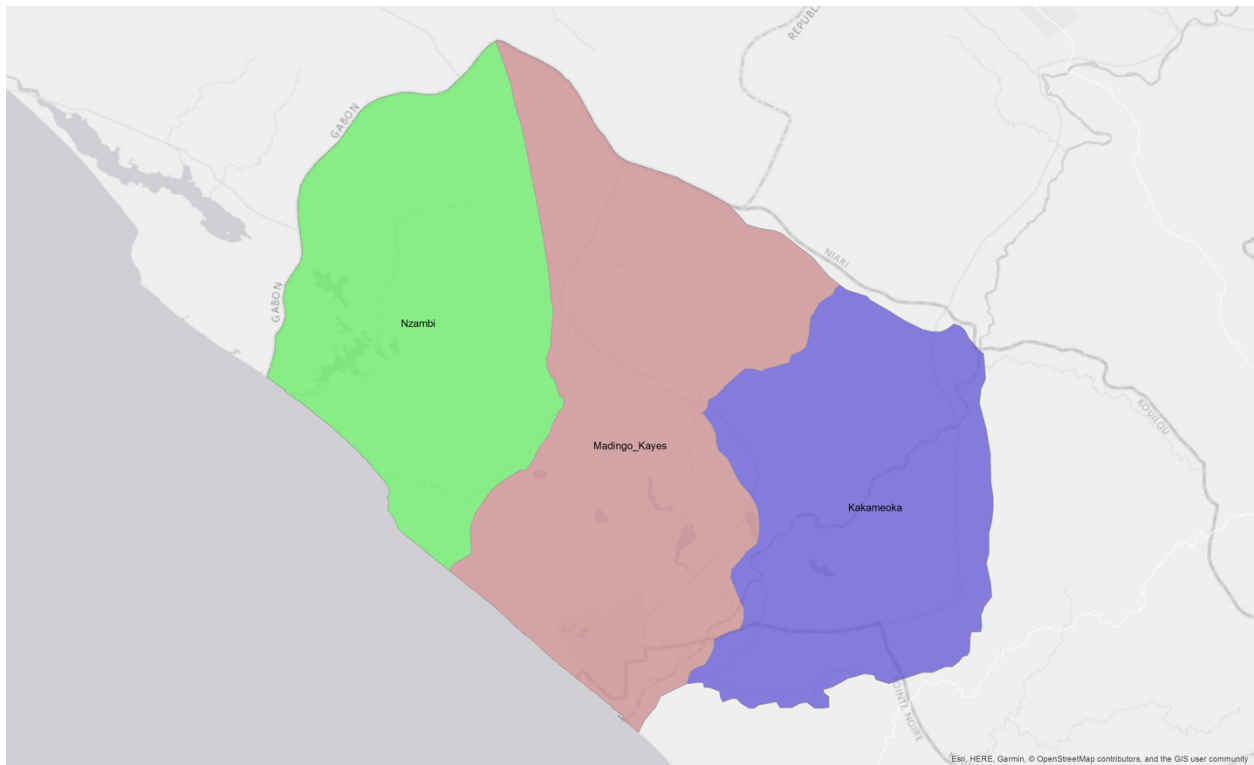 REPUBLI
GABON
NIARI
GABON
Nzambi
KOUILOU
Madingo_Kayes
Kakameoka
POINTE NOIRE
Esri, HERE, Garmin, © OpenStreetMap contributors, and the GIS user community